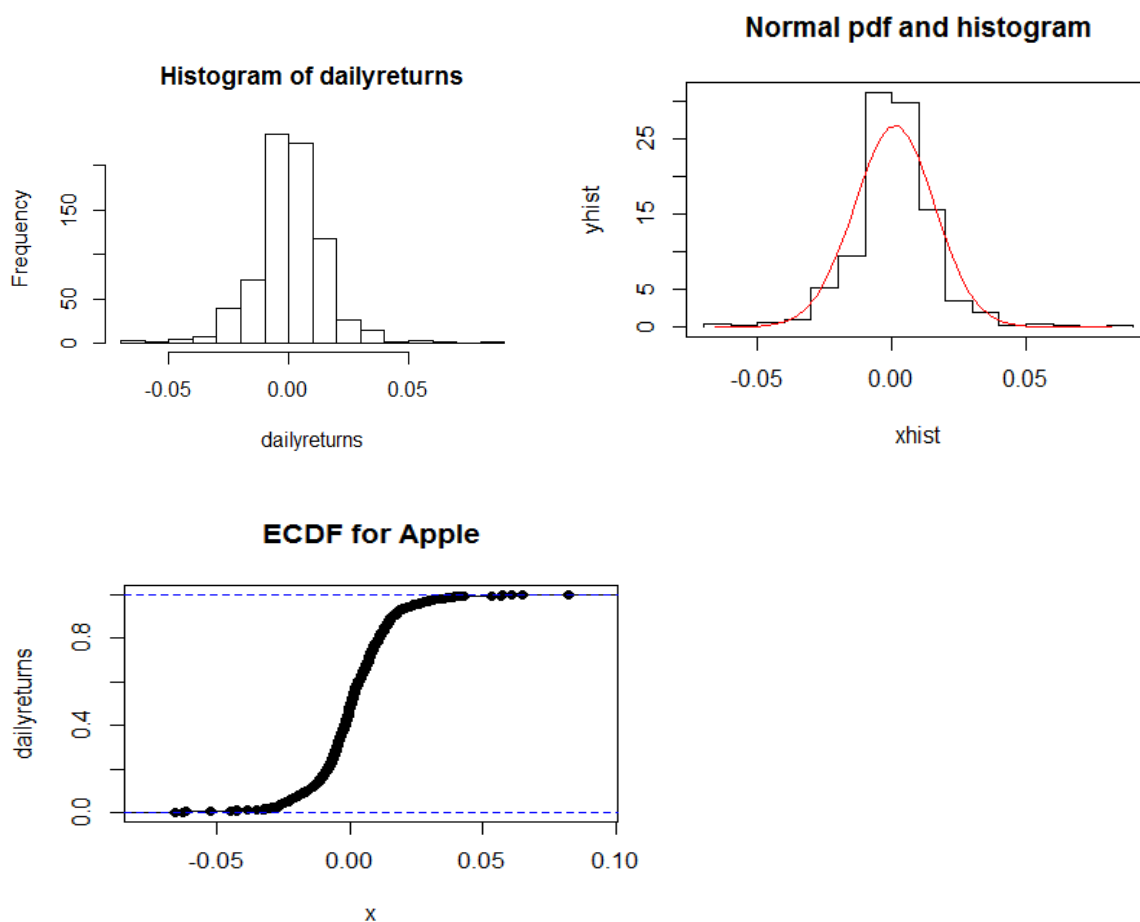 Histogram of dailyreturns
Frequency
0 50 150
-0.05 0.00 0.05
dailyreturns
Normal pdf and histogram
yhist
0 5 15 25
-0.05 0.00 0.05
xhist
ECDF for Apple
dailyreturns
0.0 0.4 0.8
-0.05 0.00 0.05 0.10
x